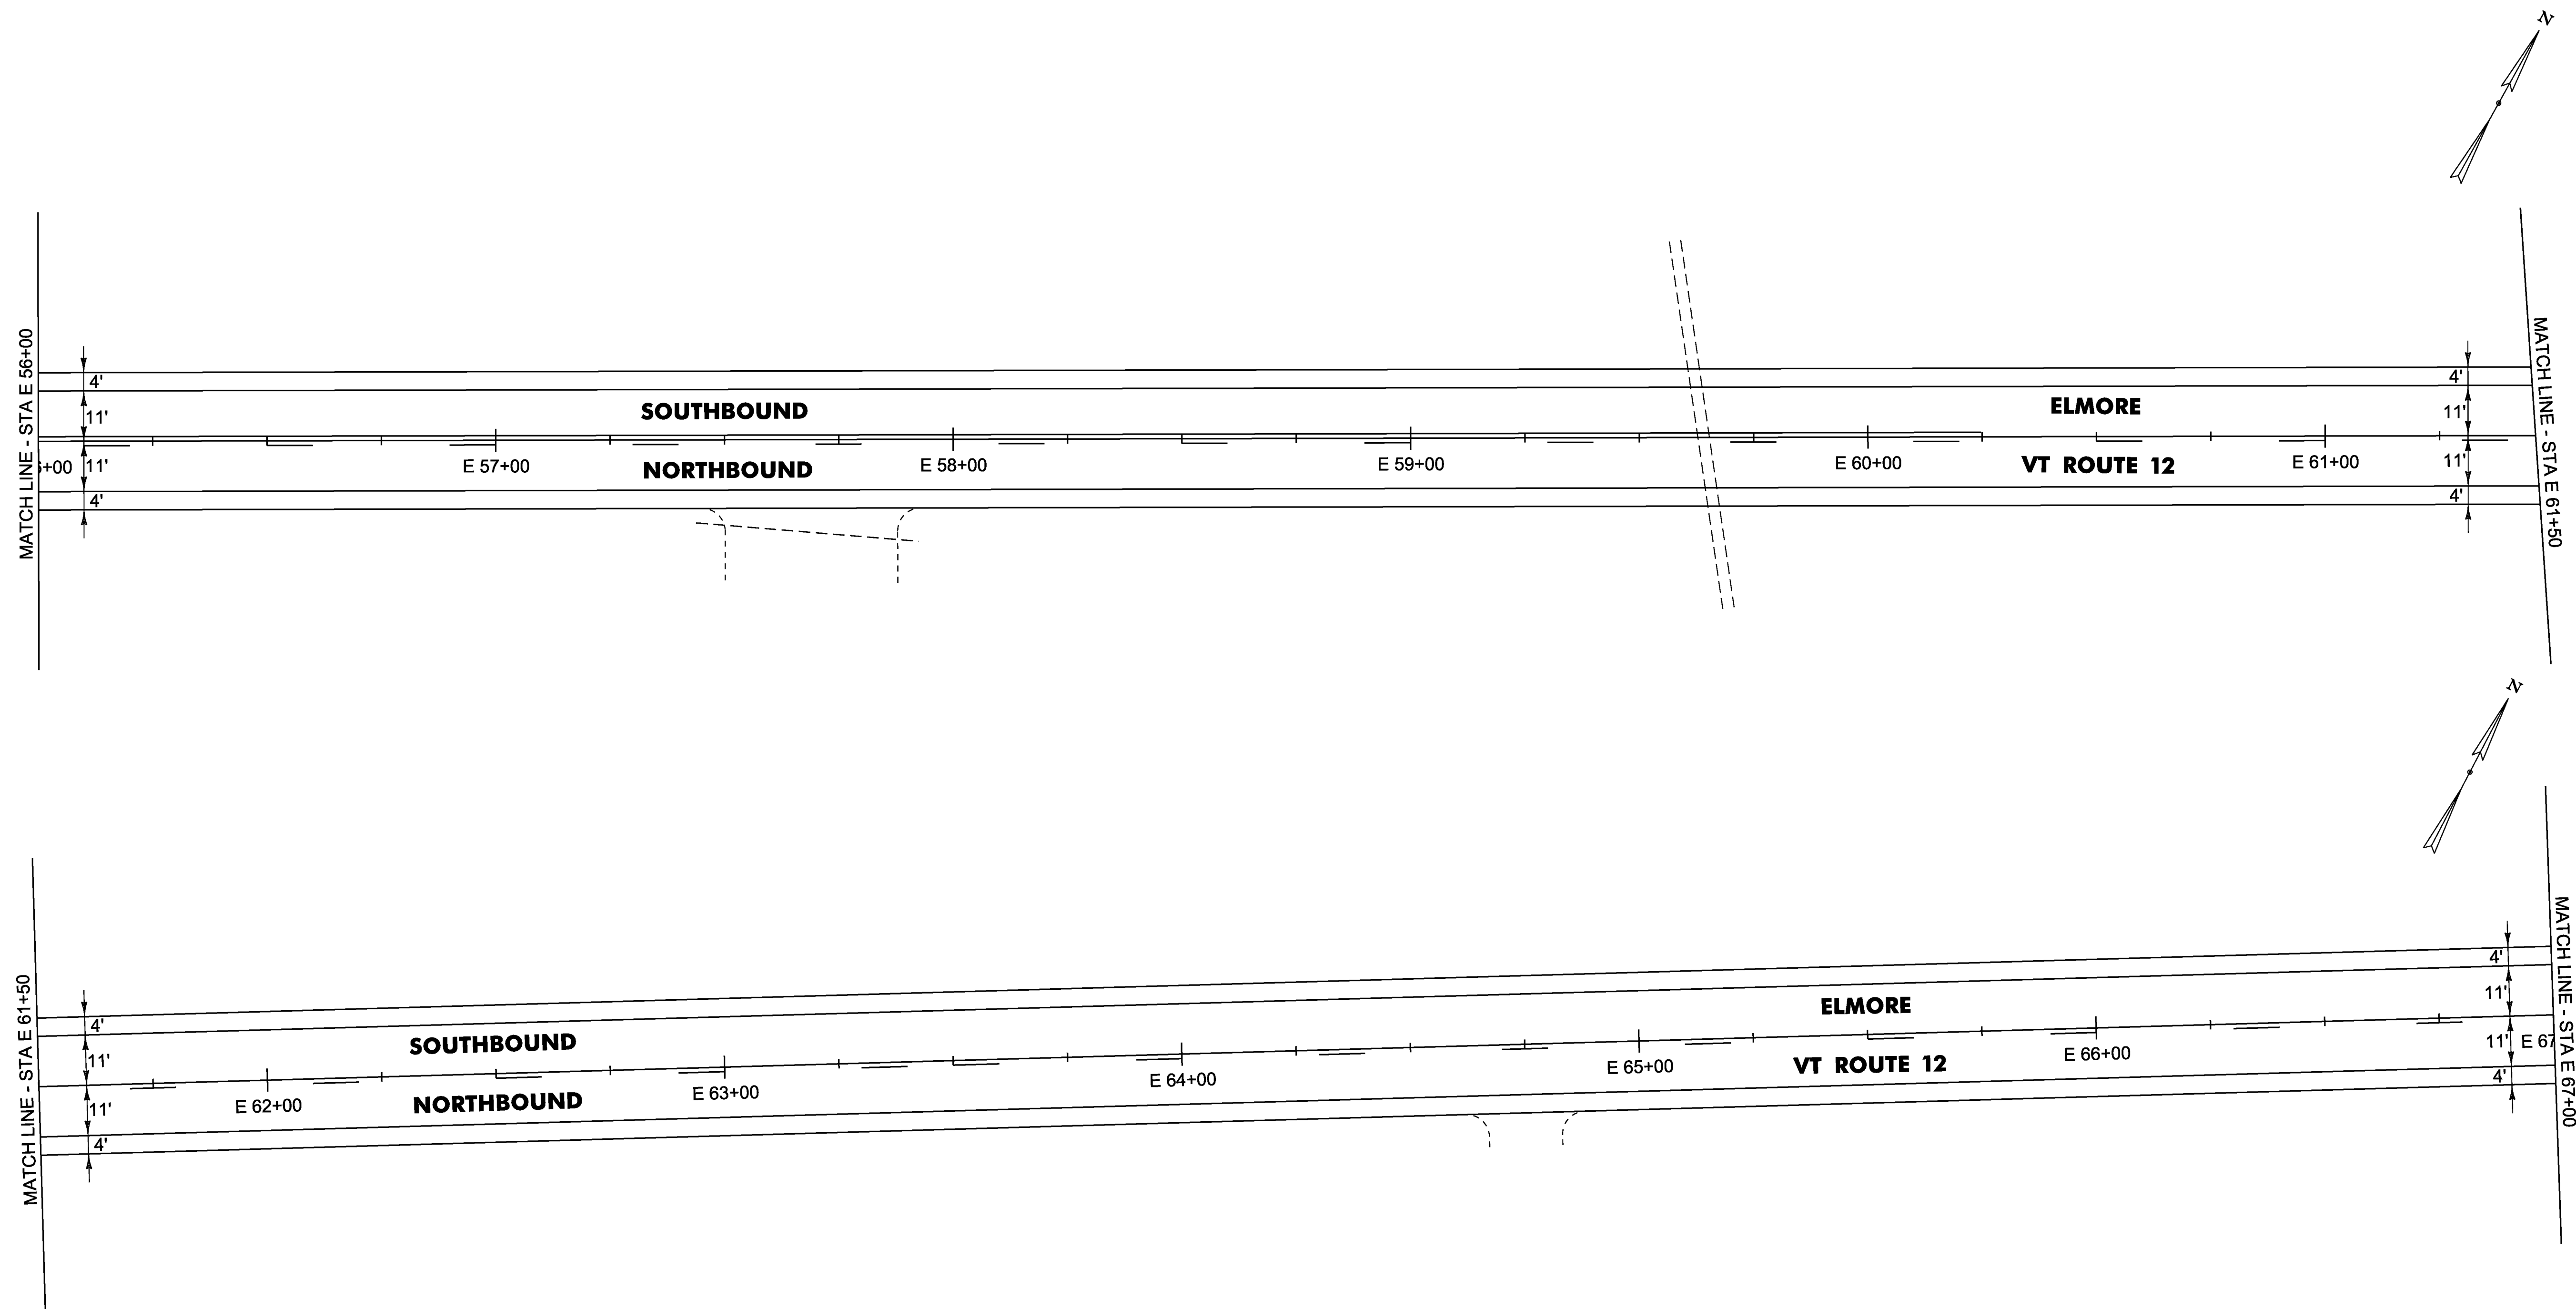 N
MATCH LINE - STA E 56+00
4'
11'
11'
4'
SOUTHBOUND
NORTHBOUND
+00
E 57+00
E 58+00
E 59+00
E 60+00
E 61+00
ELMORE
VT ROUTE 12
4'
11'
11'
4'
MATCH LINE - STA E 61+50
N
MATCH LINE - STA E 61+50
4'
11'
11'
4'
SOUTHBOUND
NORTHBOUND
E 62+00
E 63+00
E 64+00
E 65+00
E 66+00
E 67
ELMORE
VT ROUTE 12
4'
11'
11'
4'
MATCH LINE - STA E 67+00